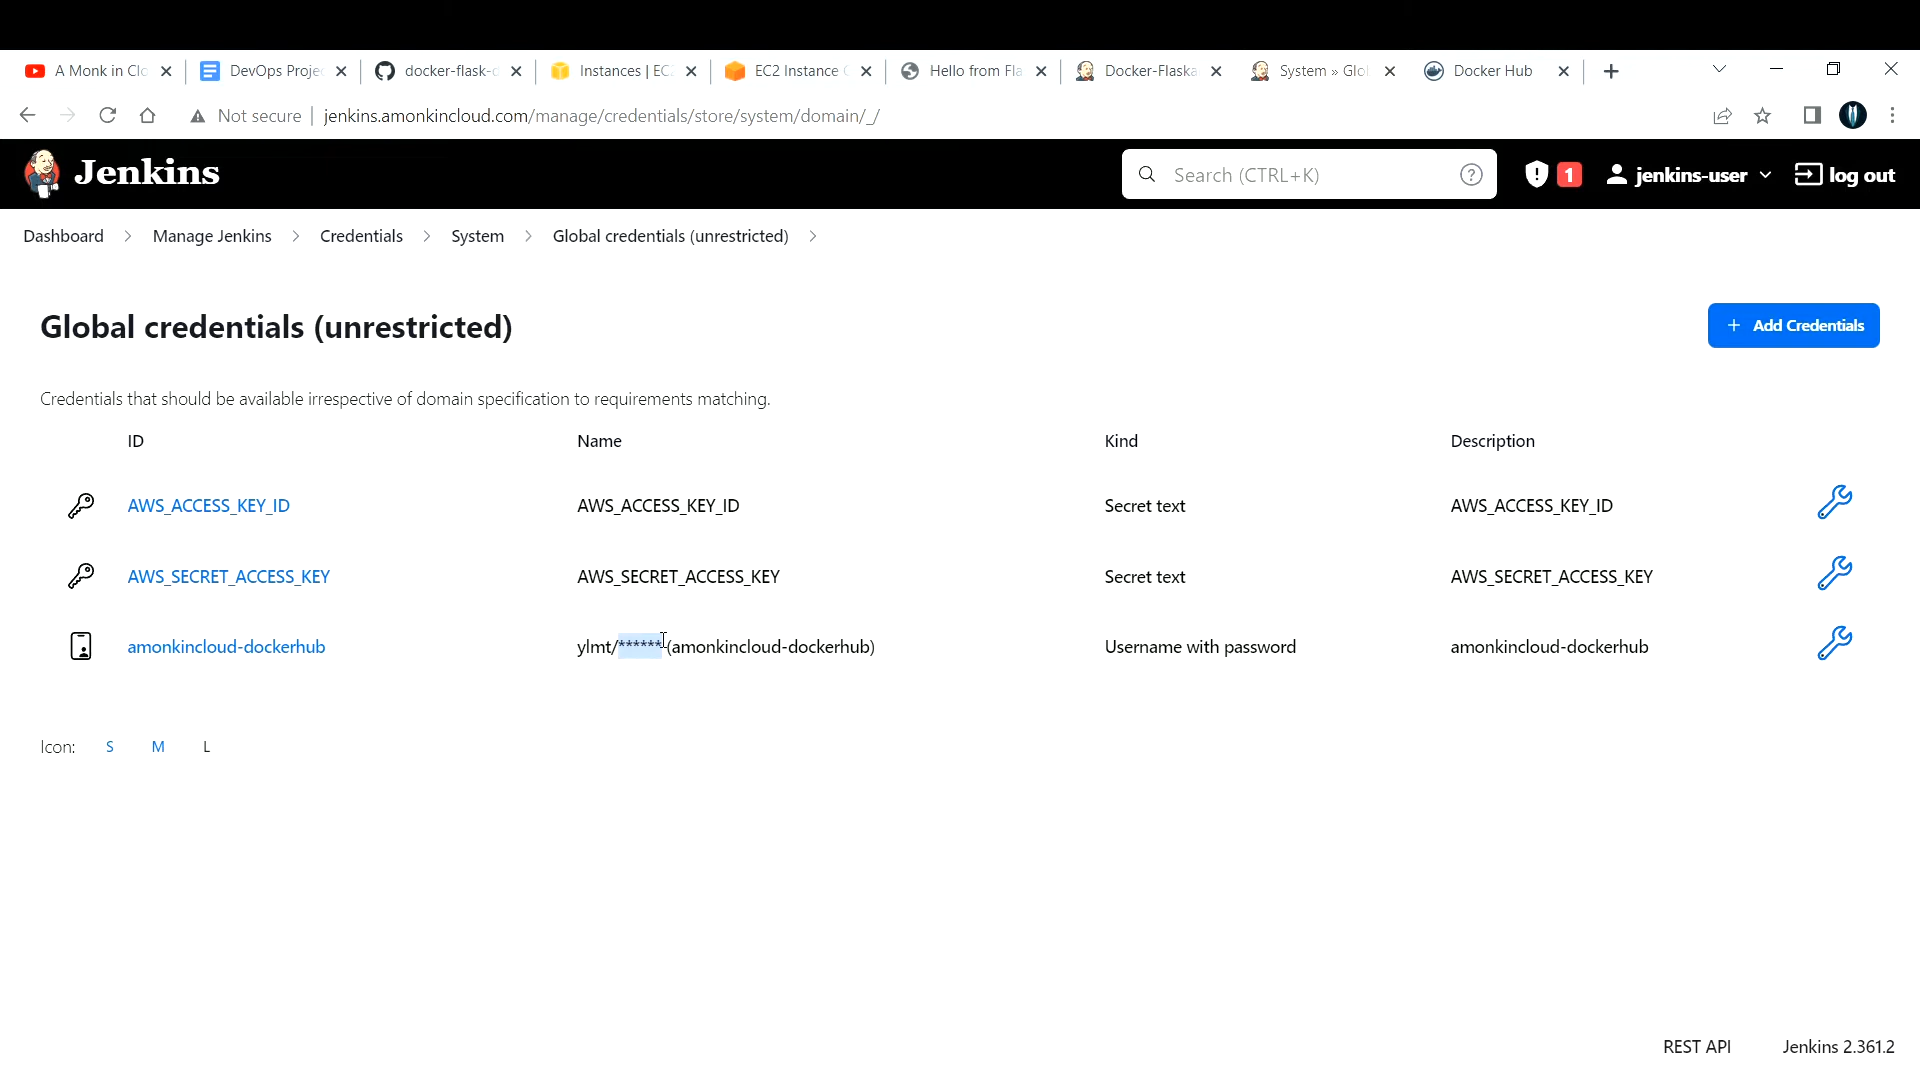 A Monk in Clo
DevOps Projec
docker-flask-d
Instances | EC2
EC2 Instance C
Hello from Fla
Docker-Flaska
System » Glo
Docker Hub
Not secure | jenkins.amonkincloud.com/manage/credentials/store/system/domain/_/
Jenkins
Search (CTRL+K)
1
jenkins-user
log out
Dashboard > Manage Jenkins > Credentials > System > Global credentials (unrestricted) >
Global credentials (unrestricted)
+ Add Credentials
Credentials that should be available irrespective of domain specification to requirements matching.
ID Name Kind Description
AWS_ACCESS_KEY_ID AWS_ACCESS_KEY_ID Secret text AWS_ACCESS_KEY_ID
AWS_SECRET_ACCESS_KEY AWS_SECRET_ACCESS_KEY Secret text AWS_SECRET_ACCESS_KEY
amonkincloud-dockerhub ylmt/****** (amonkincloud-dockerhub) Username with password amonkincloud-dockerhub
Icon: S M L
REST API Jenkins 2.361.2